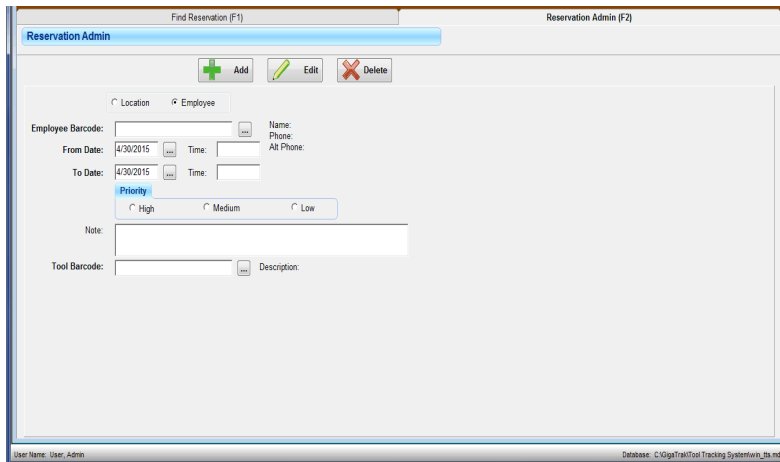 Find Reservation (F1) Reservation Admin (F2)
Reservation Admin
Add Edit Delete
Location Employee
Employee Barcode: ... Name:
Phone:
From Date: 4/30/2015 ... Time: Alt Phone:
To Date: 4/30/2015 ... Time:
Priority
High Medium Low
Note:
Tool Barcode: ... Description:
User Name: User, Admin Database: C:\GigaTrak\Tool Tracking System\win_tts.md